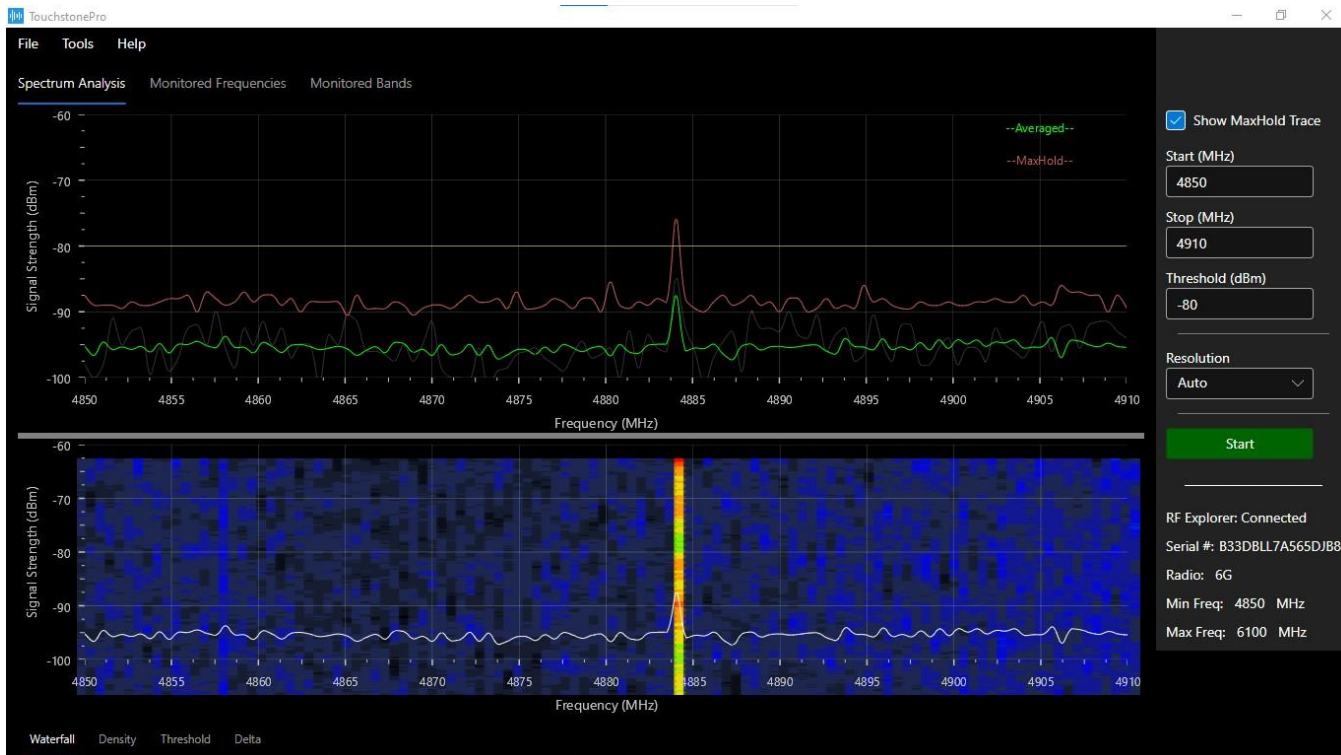 TouchstonePro
File Tools Help
Spectrum Analysis Monitored Frequencies Monitored Bands
-60
-70
-80
-90
-100
Signal Strength (dBm)
--Averaged--
--MaxHold--
4850 4855 4860 4865 4870 4875 4880 4885 4890 4895 4900 4905 4910
Frequency (MHz)
-60
-70
-80
-90
-100
Signal Strength (dBm)
4850 4855 4860 4865 4870 4875 4880 4885 4890 4895 4900 4905 4910
Frequency (MHz)
Waterfall Density Threshold Delta
Show MaxHold Trace
Start (MHz)
4850
Stop (MHz)
4910
Threshold (dBm)
-80
Resolution
Auto
Start
RF Explorer: Connected
Serial #: B33DBLL7A565DJB8
Radio: 6G
Min Freq: 4850 MHz
Max Freq: 6100 MHz